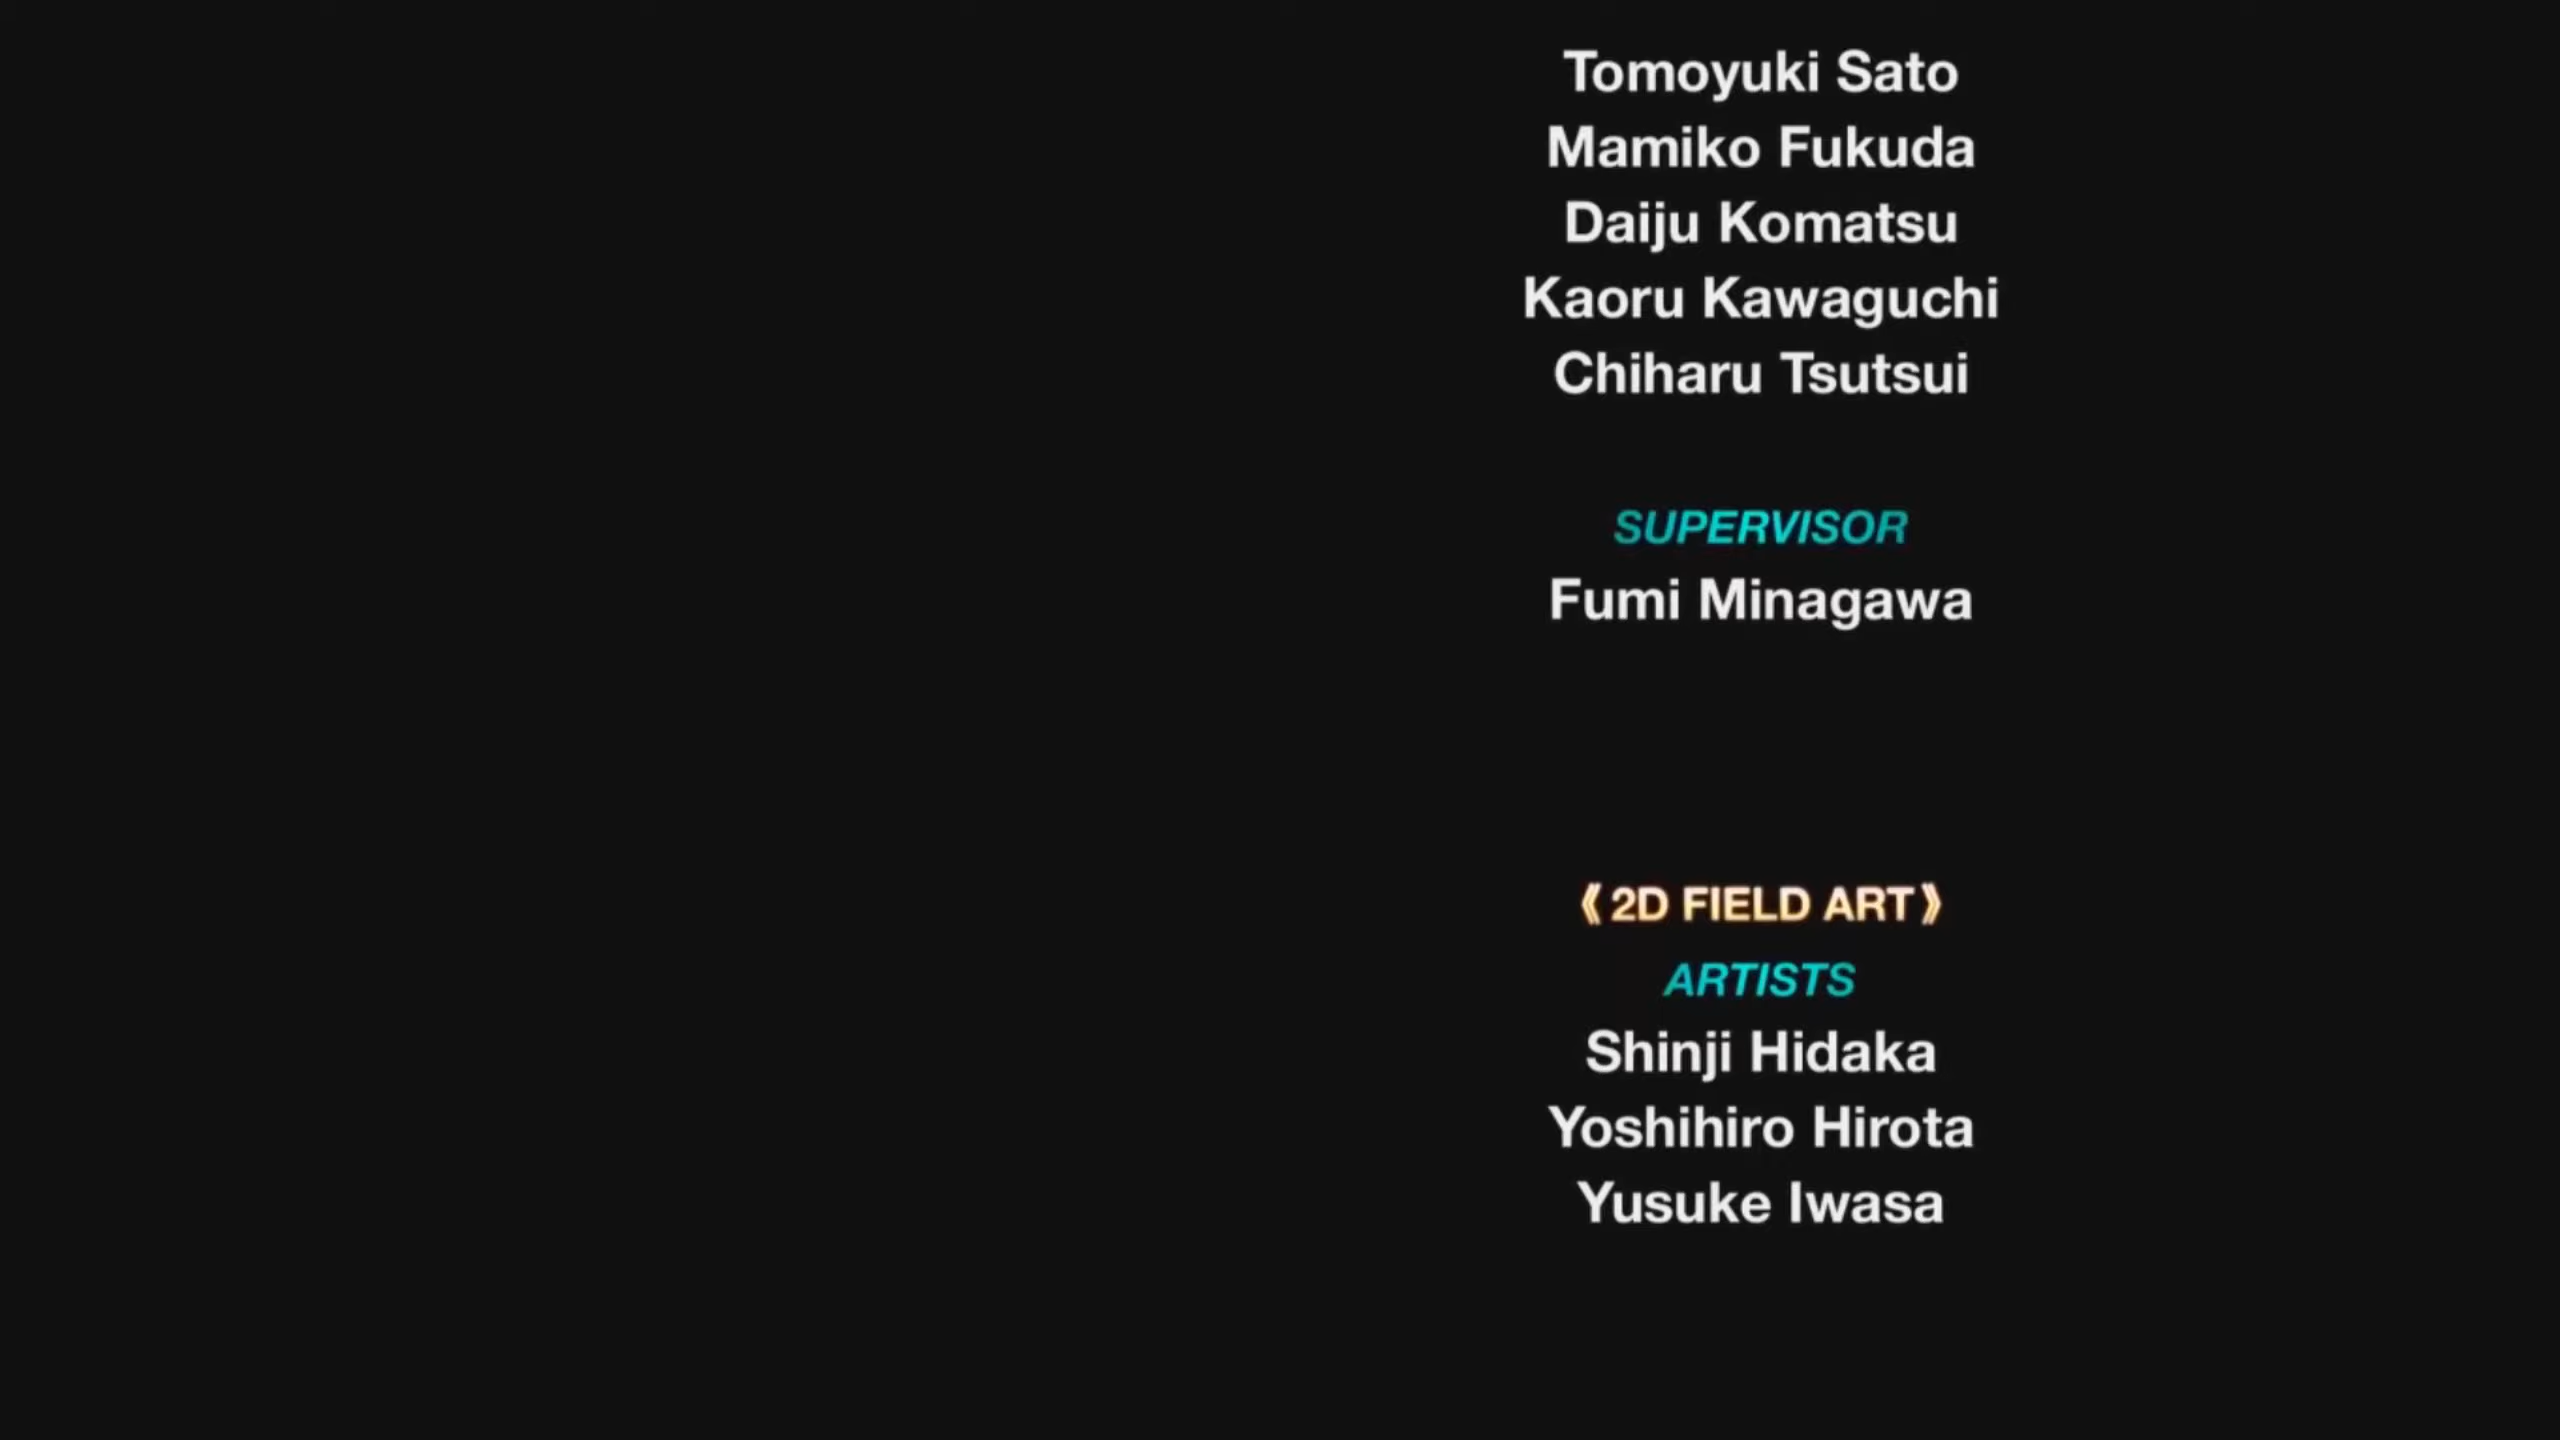 Tomoyuki Sato
Mamiko Fukuda
Daiju Komatsu
Kaoru Kawaguchi
Chiharu Tsutsui
SUPERVISOR
Fumi Minagawa
《2D FIELD ART》
ARTISTS
Shinji Hidaka
Yoshihiro Hirota
Yusuke Iwasa